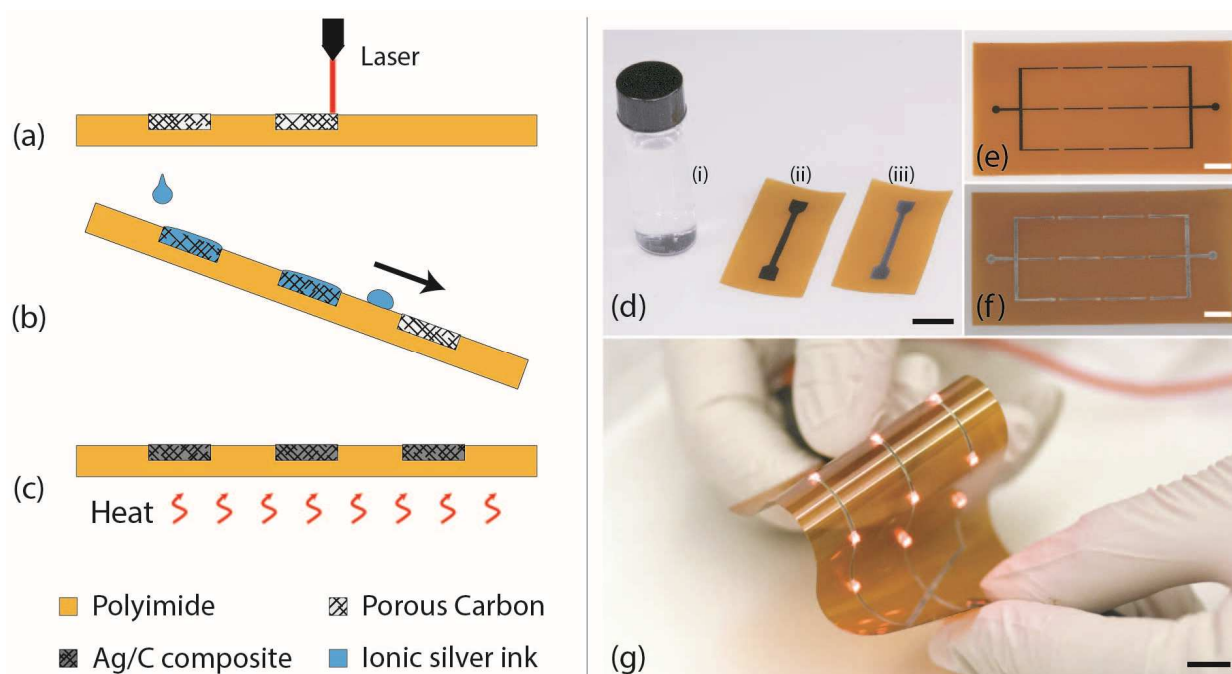 Laser
(a)
(b)
(c)
Heat
Polyimide
Porous Carbon
Ag/C composite
Ionic silver ink
(i)
(ii)
(iii)
(d)
(e)
(f)
(g)